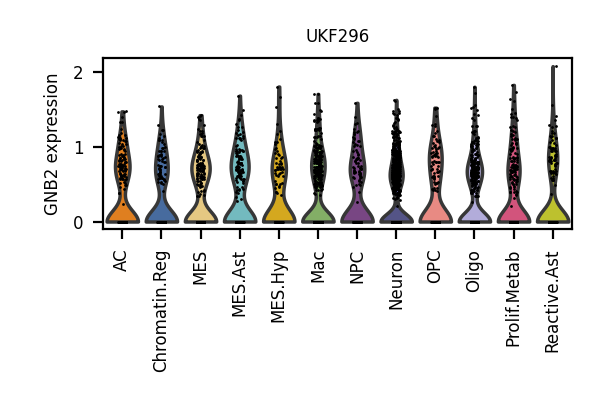 UKF296
GNB2 expression
2
1
0
AC
Chromatin.Reg
MES
MES.Ast
MES.Hyp
Mac
NPC
Neuron
OPC
Oligo
Prolif.Metab
Reactive.Ast